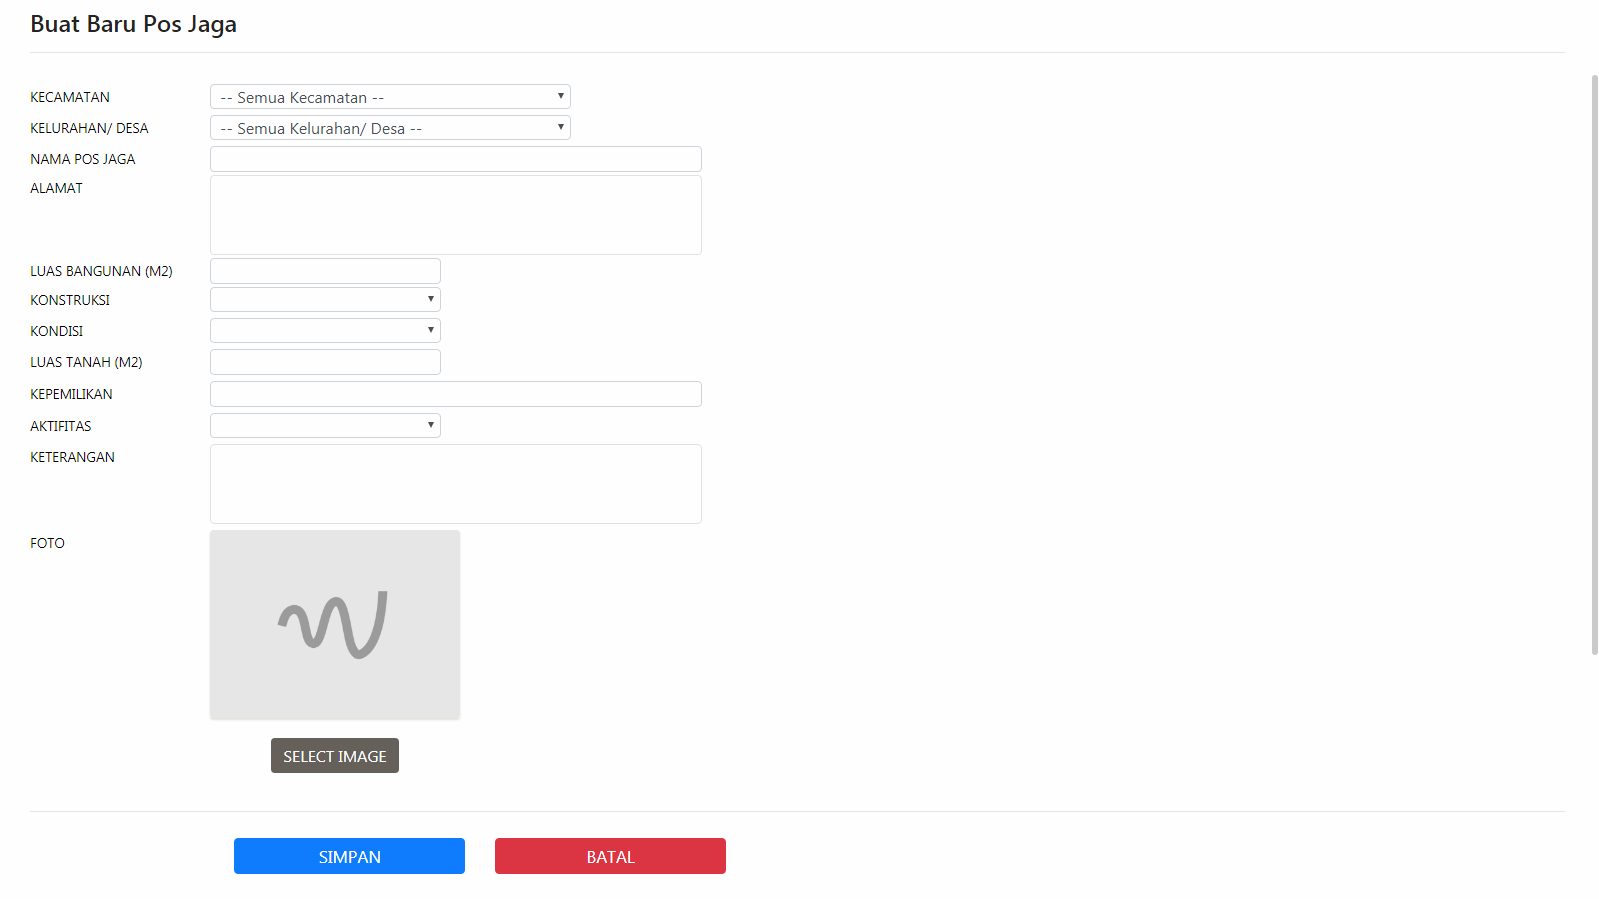 Buat Baru Pos Jaga
KECAMATAN -- Semua Kecamatan --
KELURAHAN/ DESA -- Semua Kelurahan/ Desa --
NAMA POS JAGA
ALAMAT
LUAS BANGUNAN (M2)
KONSTRUKSI
KONDISI
LUAS TANAH (M2)
KEPEMILIKAN
AKTIFITAS
KETERANGAN
FOTO
SELECT IMAGE
SIMPAN BATAL